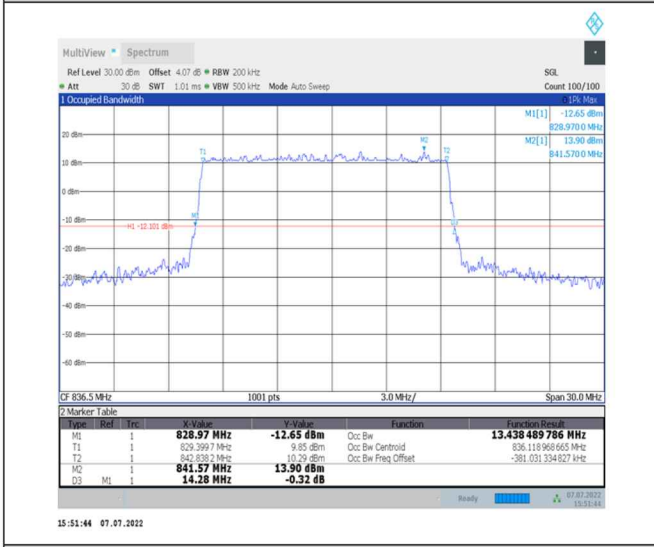 MultiView Spectrum
Ref Level 30.00 dBm Offset 4.07 dB RBW 200 kHz SGL
Att 30 dB SWT 1.01 ms VBW 500 kHz Mode Auto Sweep Count 100/100
1 Occupied Bandwidth 1Pk Max
M1[1] -12.65 dBm
828.9700 MHz
M2[1] 13.90 dBm
841.5700 MHz
20 dBm
T1 M2 T2
10 dBm
0 dBm
-10 dBm
M1
H1 -12.101 dBm
-20 dBm
-30 dBm
-40 dBm
-50 dBm
-60 dBm
CF 836.5 MHz 1001 pts 3.0 MHz/ Span 30.0 MHz
2 Marker Table
Type Ref Trc X-Value Y-Value Function Function Result
M1 1 828.97 MHz -12.65 dBm Occ Bw 13.438 489 786 MHz
T1 1 829.3997 MHz 9.85 dBm Occ Bw Centroid 836.118 968 665 MHz
T2 1 842.8382 MHz 10.29 dBm Occ Bw Freq Offset -381.031 334 827 kHz
M2 1 841.57 MHz 13.90 dBm
D3 M1 1 14.28 MHz -0.32 dB
Ready 07.07.2022
15:51:44
15:51:44 07.07.2022